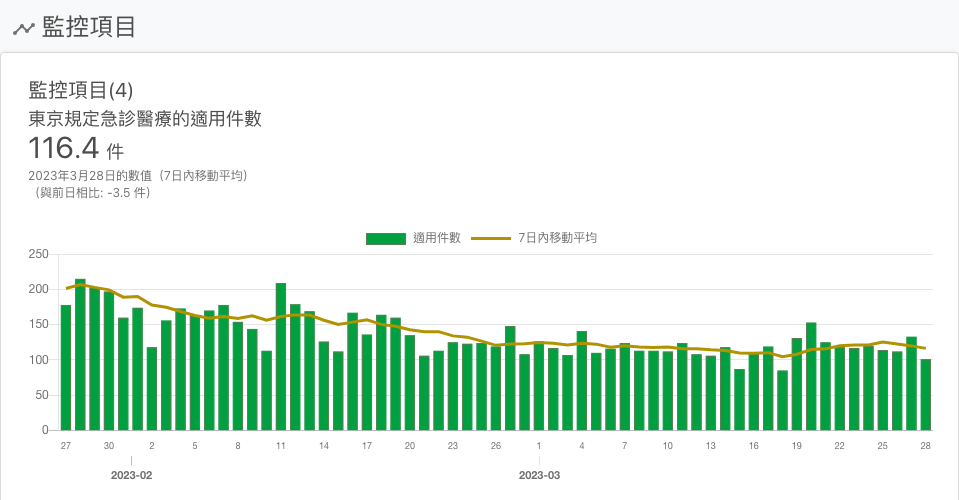 監控項目
監控項目(4)
東京規定急診醫療的適用件數
116.4 件
2023年3月28日的數值（7日內移動平均）
（與前日相比: -3.5 件）
適用件數 7日內移動平均
250
200
150
100
50
0
27 30 2 5 8 11 14 17 20 23 26 1 4 7 10 13 16 19 22 25 28
2023-02 2023-03